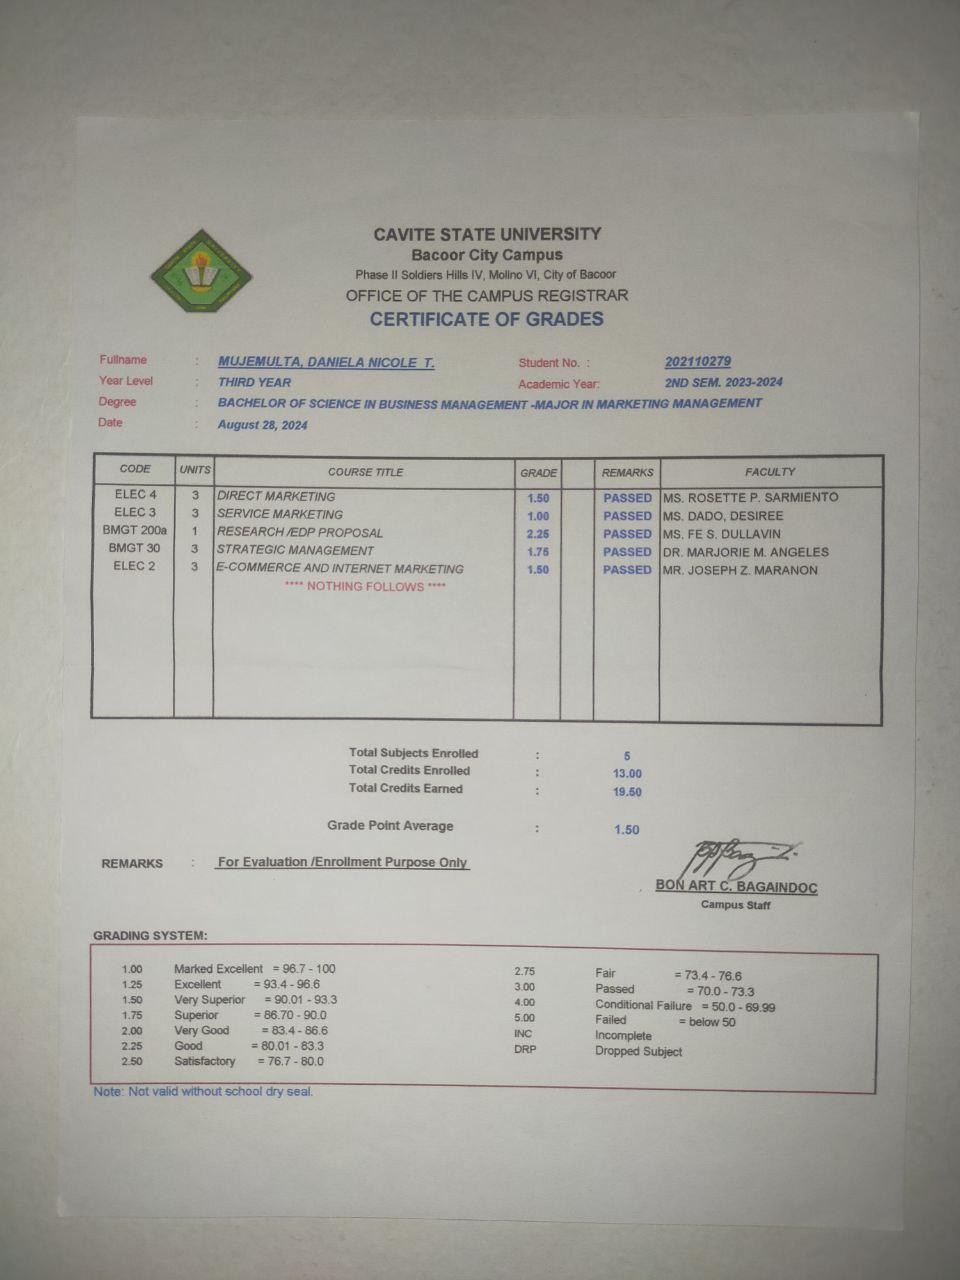 CAVITE STATE UNIVERSITY
Bacoor City Campus
Phase II Soldiers Hills IV, Molino VI, City of Bacoor
OFFICE OF THE CAMPUS REGISTRAR
CERTIFICATE OF GRADES
Fullname : MUJEMULTA, DANIELA NICOLE T. Student No. : 202110279
Year Level : THIRD YEAR Academic Year: 2ND SEM. 2023-2024
Degree : BACHELOR OF SCIENCE IN BUSINESS MANAGEMENT -MAJOR IN MARKETING MANAGEMENT
Date : August 28, 2024
CODE UNITS COURSE TITLE GRADE REMARKS FACULTY
ELEC 4 3 DIRECT MARKETING 1.50 PASSED MS. ROSETTE P. SARMIENTO
ELEC 3 3 SERVICE MARKETING 1.00 PASSED MS. DADO, DESIREE
BMGT 200a 1 RESEARCH /EDP PROPOSAL 2.25 PASSED MS. FE S. DULLAVIN
BMGT 30 3 STRATEGIC MANAGEMENT 1.75 PASSED DR. MARJORIE M. ANGELES
ELEC 2 3 E-COMMERCE AND INTERNET MARKETING 1.50 PASSED MR. JOSEPH Z. MARANON
**** NOTHING FOLLOWS ****
Total Subjects Enrolled : 5
Total Credits Enrolled : 13.00
Total Credits Earned : 19.50
Grade Point Average : 1.50
REMARKS : For Evaluation /Enrollment Purpose Only
BON ART C. BAGAINDOC
Campus Staff
GRADING SYSTEM:
1.00 Marked Excellent = 96.7 - 100 2.75 Fair = 73.4 - 76.6
1.25 Excellent = 93.4 - 96.6 3.00 Passed = 70.0 - 73.3
1.50 Very Superior = 90.01 - 93.3 4.00 Conditional Failure = 50.0 - 69.99
1.75 Superior = 86.70 - 90.0 5.00 Failed = below 50
2.00 Very Good = 83.4 - 86.6 INC Incomplete
2.25 Good = 80.01 - 83.3 DRP Dropped Subject
2.50 Satisfactory = 76.7 - 80.0
Note: Not valid without school dry seal.